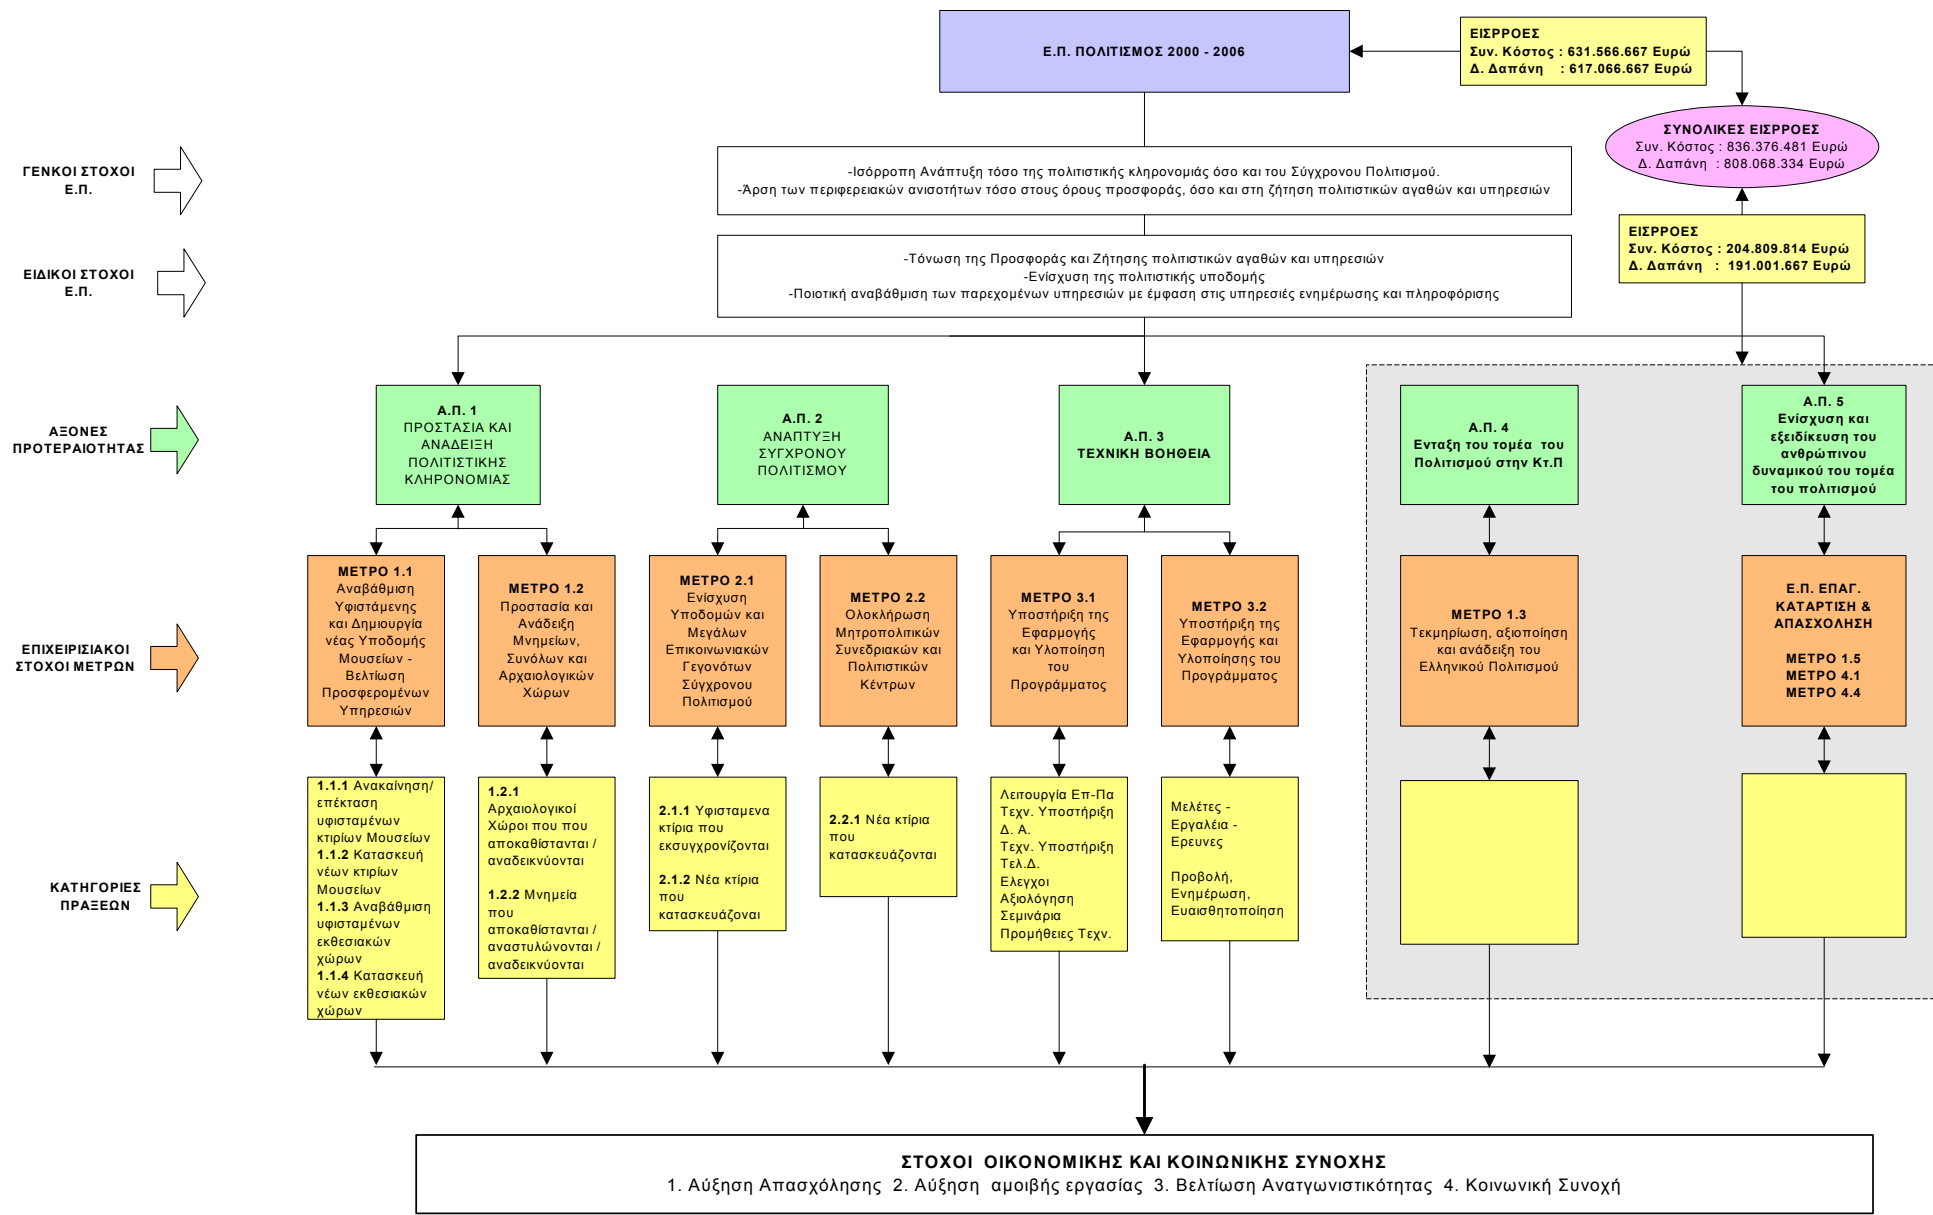 Ε.Π. ΠΟΛΙΤΙΣΜΟΣ 2000 - 2006
ΕΙΣΡΡΟΕΣ
Συν. Κόστος : 631.566.667 Ευρώ
Δ. Δαπάνη : 617.066.667 Ευρώ
ΣΥΝΟΛΙΚΕΣ ΕΙΣΡΡΟΕΣ
Συν. Κόστος : 836.376.481 Ευρώ
Δ. Δαπάνη : 808.068.334 Ευρώ
ΓΕΝΚΟΙ ΣΤΟΧΟΙ
Ε.Π.
-Ισόρροπη Ανάπτυξη τόσο της πολιτιστικής κληρονομιάς όσο και του Σύγχρονου Πολιτισμού.
-Άρση των περιφερειακών ανισοτήτων τόσο στους όρους προσφοράς, όσο και στη ζήτηση πολιτιστικών αγαθών και υπηρεσιών
ΕΙΣΡΡΟΕΣ
Συν. Κόστος : 204.809.814 Ευρώ
Δ. Δαπάνη : 191.001.667 Ευρώ
ΕΙΔΙΚΟΙ ΣΤΟΧΟΙ
Ε.Π.
-Τόνωση της Προσφοράς και Ζήτησης πολιτιστικών αγαθών και υπηρεσιών
-Ενίσχυση της πολιτιστικής υποδομής
-Ποιοτική αναβάθμιση των παρεχομένων υπηρεσιών με έμφαση στις υπηρεσιές ενημέρωσης και πληροφόρισης
ΑΞΟΝΕΣ
ΠΡΟΤΕΡΑΙΟΤΗΤΑΣ
Α.Π. 1
ΠΡΟΣΤΑΣΙΑ ΚΑΙ
ΑΝΑΔΕΙΞΗ
ΠΟΛΙΤΙΣΤΙΚΗΣ
ΚΛΗΡΟΝΟΜΙΑΣ
Α.Π. 2
ΑΝΑΠΤΥΞΗ
ΣΥΓΧΡΟΝΟΥ
ΠΟΛΙΤΙΣΜΟΥ
Α.Π. 3
ΤΕΧΝΙΚΗ ΒΟΗΘΕΙΑ
Α.Π. 4
Ενταξη του τομέα του
Πολιτισμού στην Κτ.Π
Α.Π. 5
Ενίσχυση και
εξειδίκευση του
ανθρώπινου
δυναμικού του τομέα
του πολιτισμού
ΕΠΙΧΕΙΡΙΣΙΑΚΟΙ
ΣΤΟΧΟΙ ΜΕΤΡΩΝ
ΜΕΤΡΟ 1.1
Αναβάθμιση
Υφιστάμενης
και Δημιουργία
νέας Υποδομής
Μουσείων -
Βελτίωση
Προσφερομένων
Υπηρεσιών
ΜΕΤΡΟ 1.2
Προστασία και
Ανάδειξη
Μνημείων,
Συνόλων και
Αρχαιολογικών
Χώρων
ΜΕΤΡΟ 2.1
Ενίσχυση
Υποδομών και
Μεγάλων
Επικοινωνιακών
Γεγονότων
Σύγχρονου
Πολιτισμού
ΜΕΤΡΟ 2.2
Ολοκλήρωση
Μητροπολιτικών
Συνεδριακών και
Πολιτιστικών
Κέντρων
ΜΕΤΡΟ 3.1
Υποστήριξη της
Εφαρμογής
και Υλοποίηση
του
Προγράμματος
ΜΕΤΡΟ 3.2
Υποστήριξη της
Εφαρμογής και
Υλοποίησης του
Προγράμματος
ΜΕΤΡΟ 1.3
Τεκμηρίωση, αξιοποίηση
και ανάδειξη του
Ελληνικού Πολιτισμού
Ε.Π. ΕΠΑΓ.
ΚΑΤΑΡΤΙΣΗ &
ΑΠΑΣΧΟΛΗΣΗ
ΜΕΤΡΟ 1.5
ΜΕΤΡΟ 4.1
ΜΕΤΡΟ 4.4
ΚΑΤΗΓΟΡΙΕΣ
ΠΡΑΞΕΩΝ
1.1.1 Ανακαίνηση/
επέκταση
υφισταμένων
κτιρίων Μουσείων
1.1.2 Κατασκευή
νέων κτιρίων
Μουσείων
1.1.3 Αναβάθμιση
υφισταμένων
εκθεσιακών
χώρων
1.1.4 Κατασκευή
νέων εκθεσιακών
χώρων
1.2.1
Αρχαιολογικοί
Χώροι που που
αποκαθίστανται /
αναδεικνύονται
1.2.2 Μνημεία
που
αποκαθίστανται /
αναστυλώνονται /
αναδεικνύονται
2.1.1 Υφισταμενα
κτίρια που
εκσυγχρονίζονται
2.1.2 Νέα κτίρια
που
κατασκευάζοναι
2.2.1 Νέα κτίρια
που
κατασκευάζονται
Λειτουργία Επ-Πα
Τεχν. Υποστήριξη
Δ. Α.
Τεχν. Υποστήριξη
Τελ.Δ.
Ελεγχοι
Αξιολόγηση
Σεμινάρια
Προμήθειες Τεχν.
Μελέτες -
Εργαλέια -
Ερευνες
Προβολή,
Ενημέρωση,
Ευαισθητοποίηση
ΣΤΟΧΟΙ ΟΙΚΟΝΟΜΙΚΗΣ ΚΑΙ ΚΟΙΝΩΝΙΚΗΣ ΣΥΝΟΧΗΣ
1. Αύξηση Απασχόλησης 2. Αύξηση αμοιβής εργασίας 3. Βελτίωση Ανατγωνιστικότητας 4. Κοινωνική Συνοχή